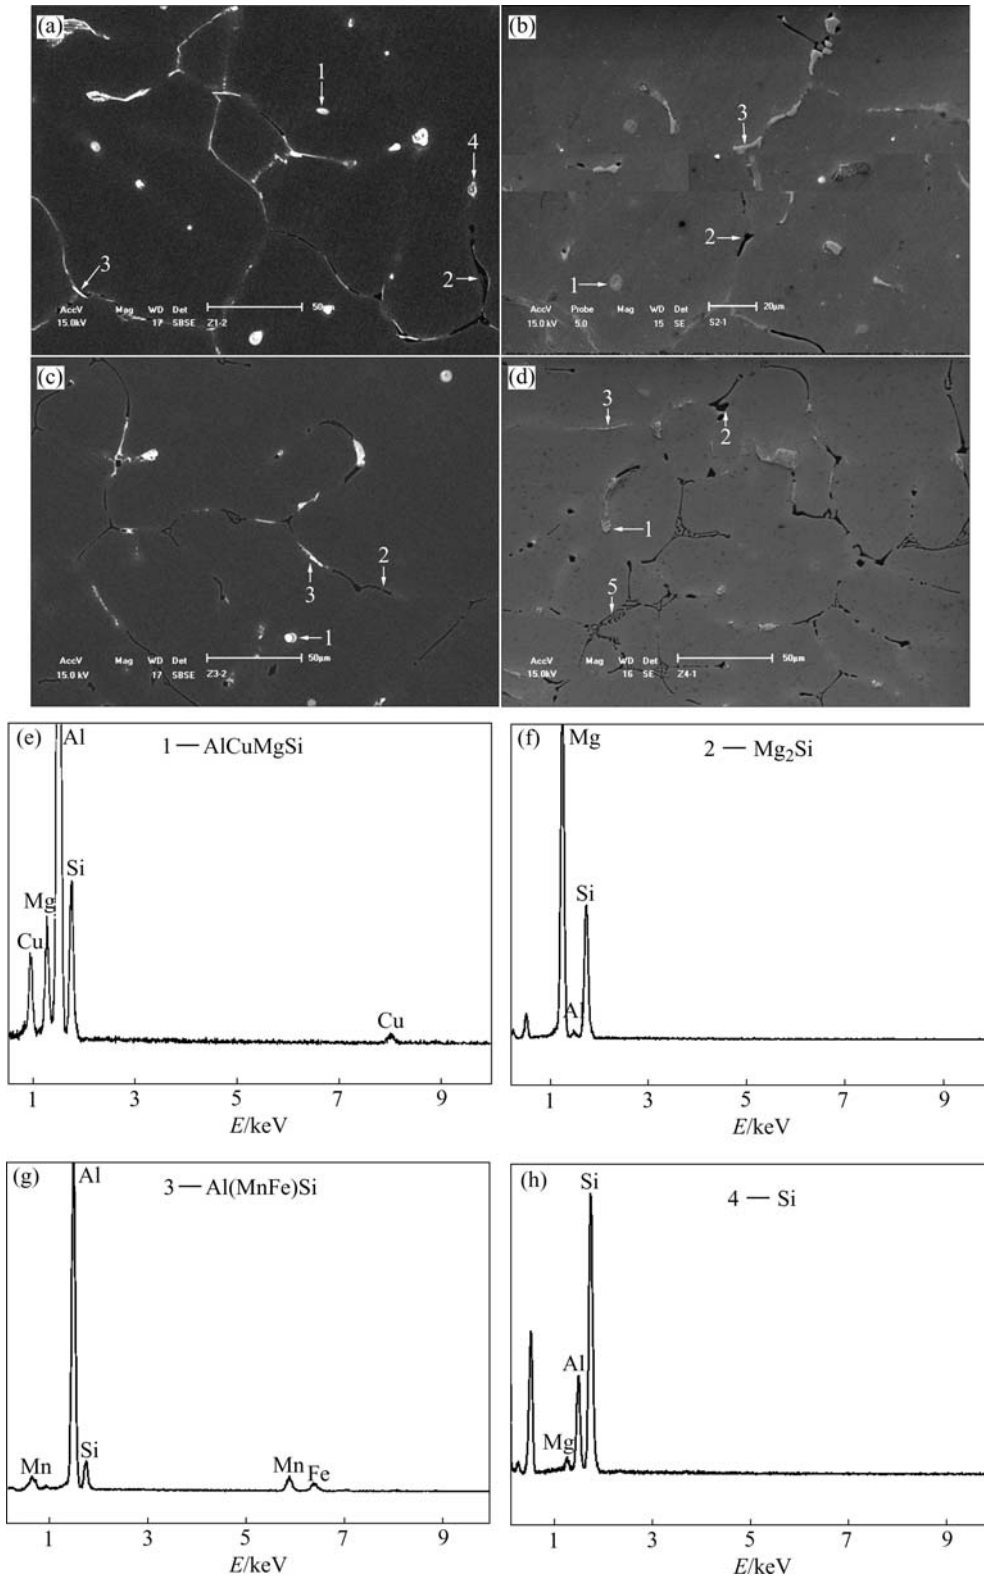 (a)
1
4
3
2
AccV Mag WD Det 50μm
15.0kV 17 SBSE Z1-2
(b)
3
2
1
AccV Probe Mag WD Det 20μm
15.0 kV 5.0 15 SE S2-1
(c)
2
3
1
AccV Mag WD Det 50μm
15.0kV 17 SBSE Z3-2
(d)
3
2
1
5
AccV Mag WD Det 50μm
15.0kV 16 SE Z4-1
(e)
Al
1 — AlCuMgSi
Si
Mg
Cu
Cu
1 3 5 7 9
E/keV
(f)
Mg
2 — Mg₂Si
Si
Al
1 3 5 7 9
E/keV
(g)
Al
3 — Al(MnFe)Si
Mn
Si
Mn
Fe
1 3 5 7 9
E/keV
(h)
Si
4 — Si
Al
Mg
1 3 5 7 9
E/keV